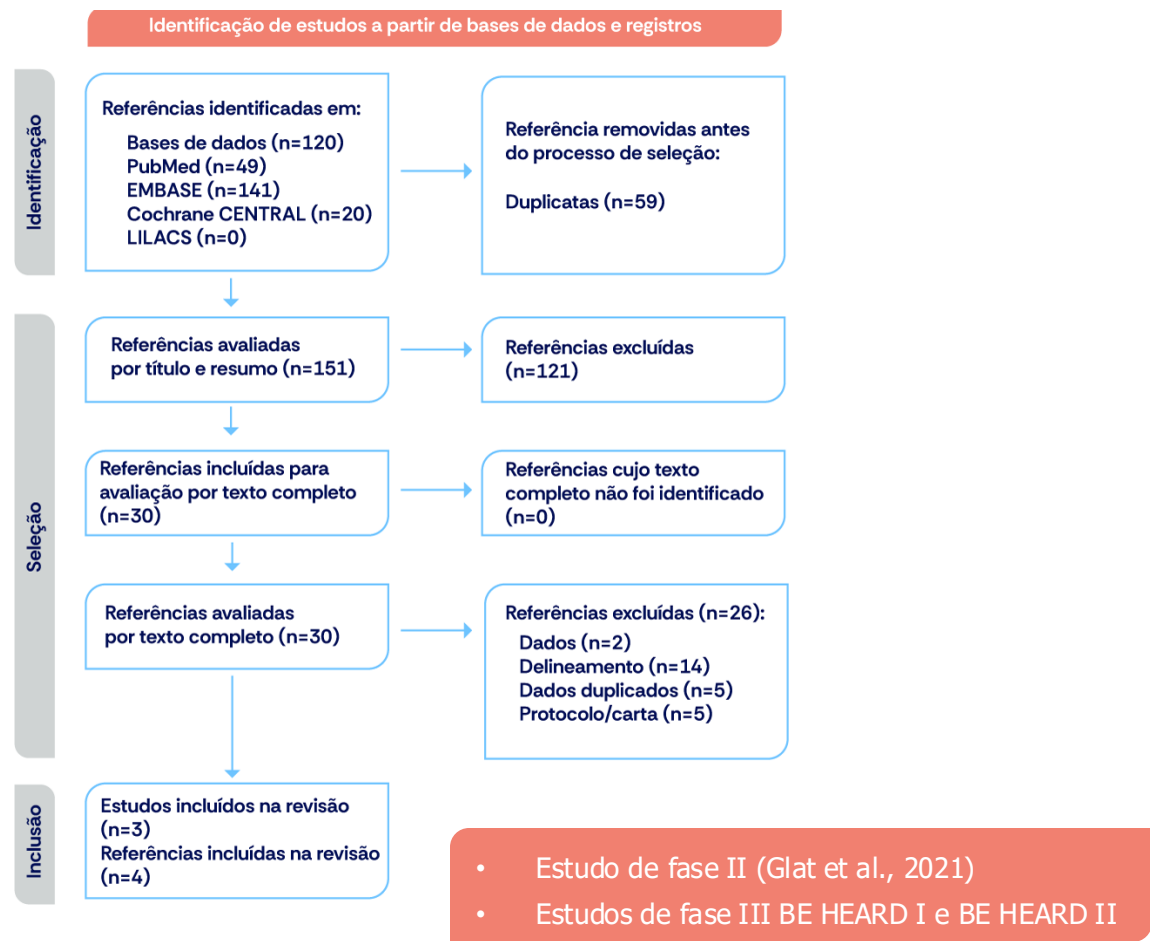 Identificação de estudos a partir de bases de dados e registros
Identificação
Referências identificadas em:
Bases de dados (n=120)
PubMed (n=49)
EMBASE (n=141)
Cochrane CENTRAL (n=20)
LILACS (n=0)
Referência removidas antes
do processo de seleção:
Duplicatas (n=59)
Seleção
Referências avaliadas
por título e resumo (n=151)
Referências excluídas
(n=121)
Referências incluídas para
avaliação por texto completo
(n=30)
Referências cujo texto
completo não foi identificado
(n=0)
Referências avaliadas
por texto completo (n=30)
Referências excluídas (n=26):
Dados (n=2)
Delineamento (n=14)
Dados duplicados (n=5)
Protocolo/carta (n=5)
Inclusão
Estudos incluídos na revisão
(n=3)
Referências incluídas na revisão
(n=4)
• Estudo de fase II (Glat et al., 2021)
• Estudos de fase III BE HEARD I e BE HEARD II